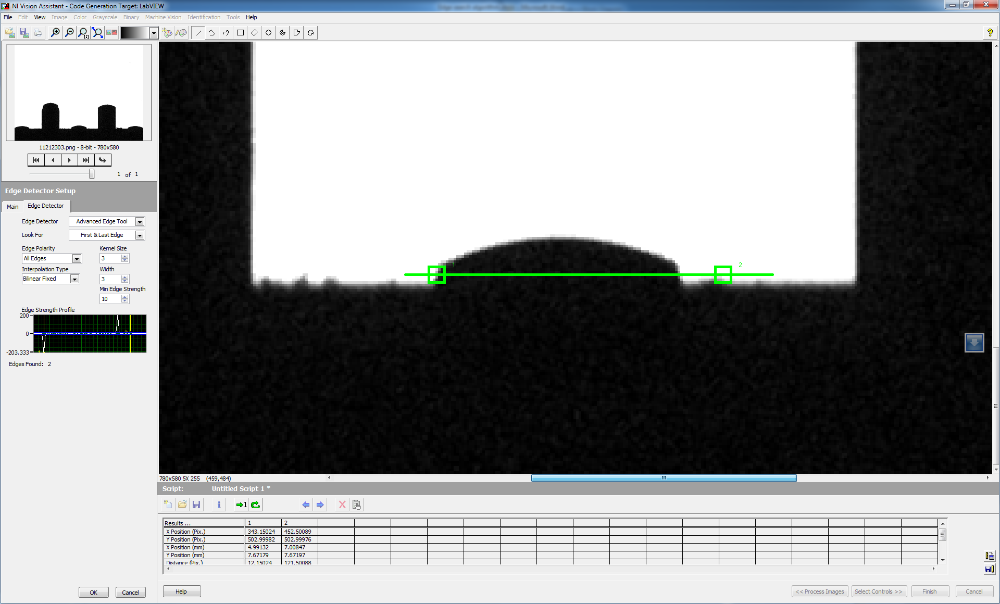 NI Vision Assistant - Code Generation Target: LabVIEW
File Edit View Image Color Grayscale Binary Machine Vision Identification Tools Help
1:1
?
11212303.png - 8-bit - 780x580
1 of 1
Edge Detector Setup
Main Edge Detector
Edge Detector Advanced Edge Tool
Look For First & Last Edge
Edge Polarity Kernel Size
All Edges 3
Interpolation Type Width
Bilinear Fixed 3
Min Edge Strength
10
Edge Strength Profile
200
0
-203.333
1
2
Edges Found: 2
OK Cancel
1
2
780x580 5X 255 (459,484)
Script: Untitled Script 1 *
1
Results ... 1 2
X Position (Pix.) 343.15024 452.50089
Y Position (Pix.) 502.99982 502.99976
X Position (mm) 4.99132 7.00847
Y Position (mm) 7.67179 7.67197
Distance (Pix.) 12.15024 121.50088
Help << Process Images Select Controls >> Finish Cancel